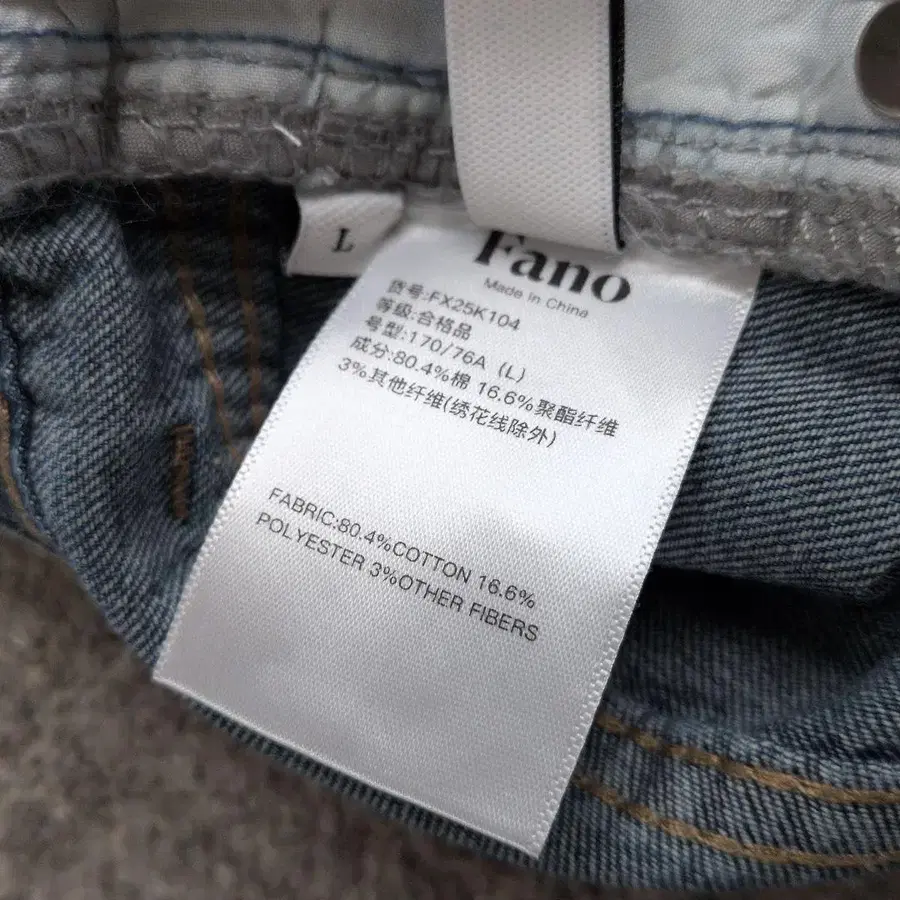 L
Fano
Made in China
货号:FX25K104
等级:合格品
号型:170/76A (L)
成分:80.4%棉 16.6%聚酯纤维
3%其他纤维(绣花线除外)
FABRIC:80.4%COTTON 16.6%
POLYESTER 3%OTHER FIBERS